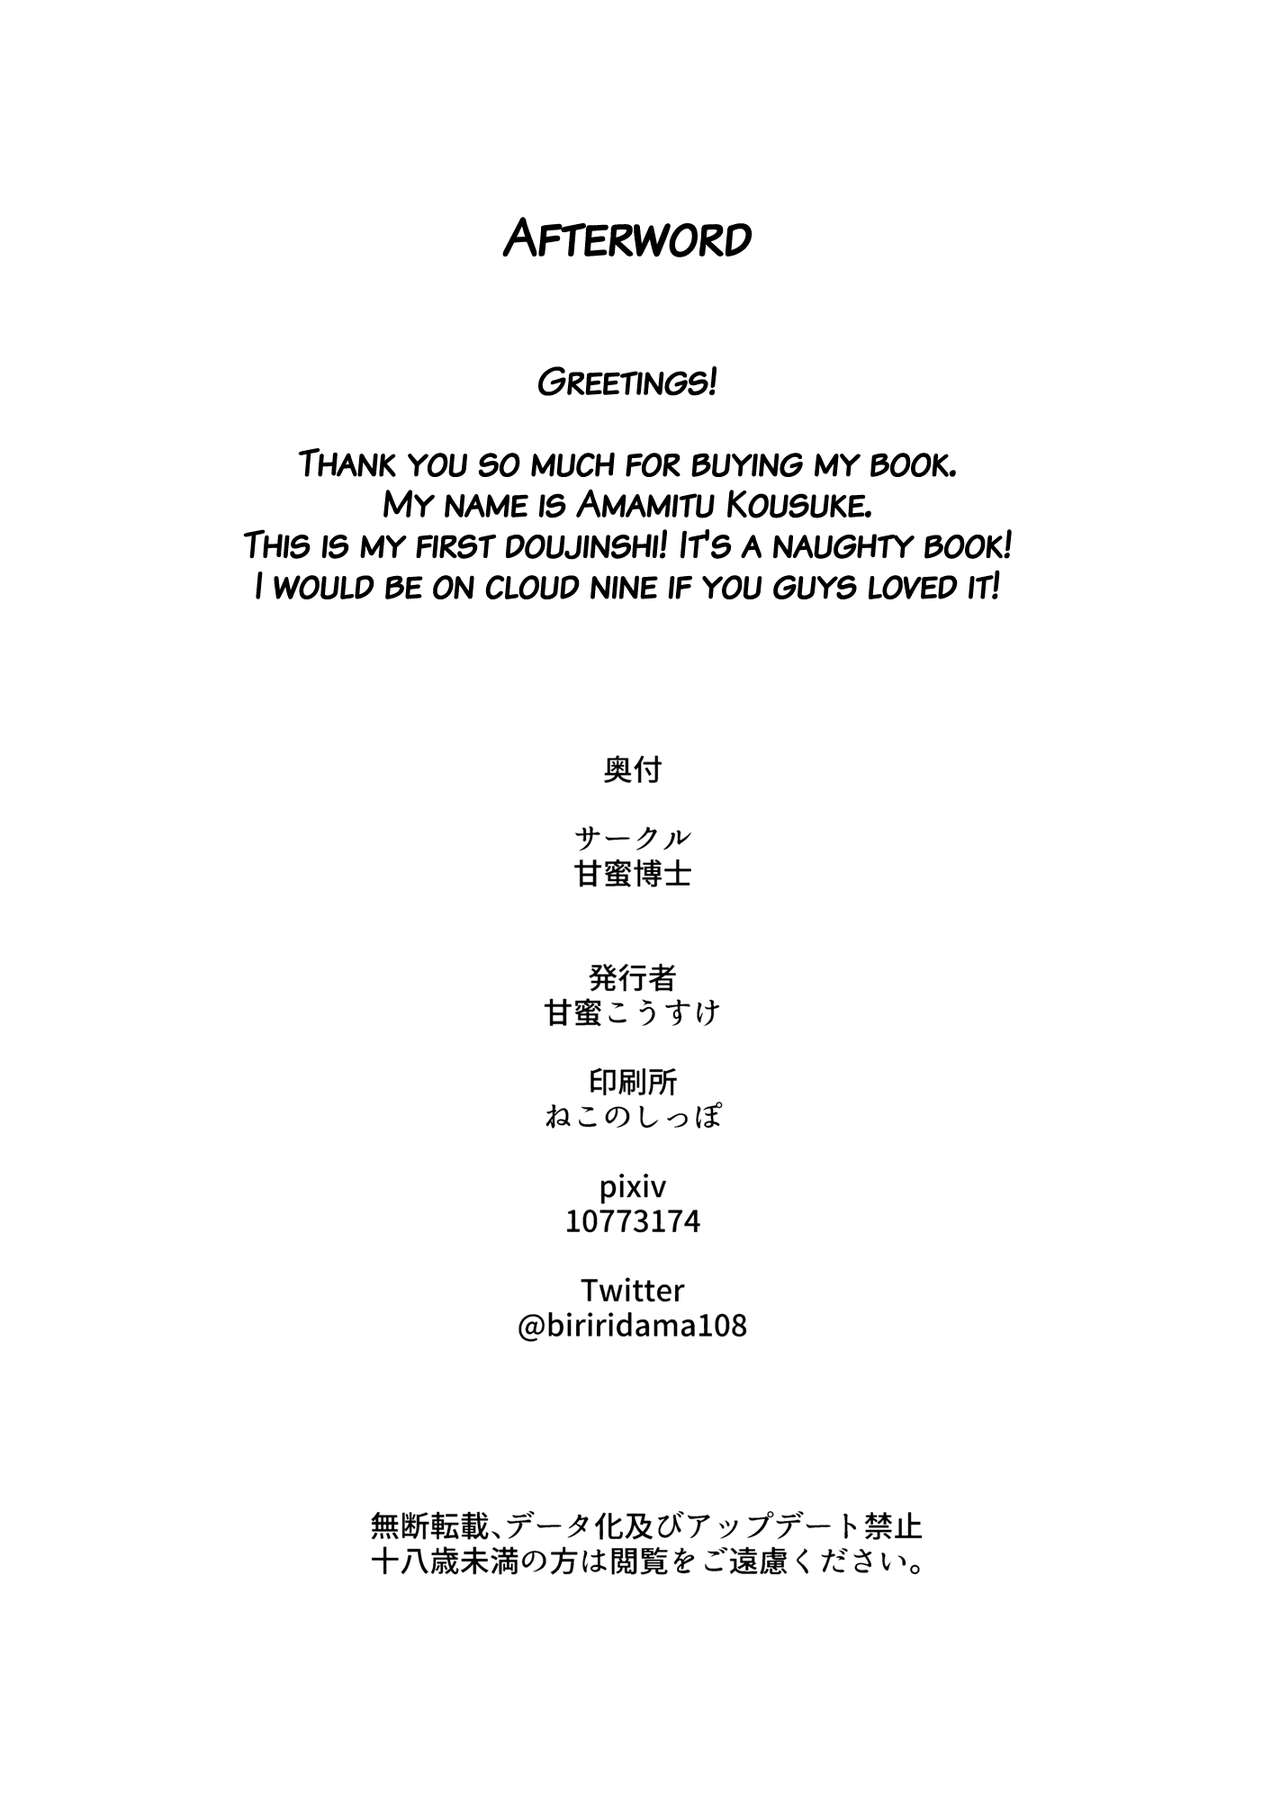 AFTERWORD
GREETINGS!
THANK YOU SO MUCH FOR BUYING MY BOOK.
MY NAME IS AMAMITU KOUSUKE.
THIS IS MY FIRST DOUJINSHI! IT'S A NAUGHTY BOOK!
I WOULD BE ON CLOUD NINE IF YOU GUYS LOVED IT!
奥付
サークル
甘蜜博士
発行者
甘蜜こうすけ
印刷所
ねこのしっぽ
pixiv
10773174
Twitter
@biriridama108
無断転載、データ化及びアップデート禁止
十八歳未満の方は閲覧をご遠慮ください。